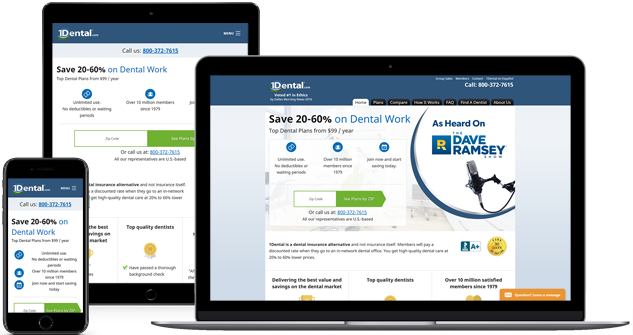 1Dental.com
MENU
Call us: 800-372-7615
Save 20-60% on Dental Work
Top Dental Plans from $99 / year
Unlimited use.
No deductibles or waiting
periods
Over 10 million members
since 1979
Zip Code
See Plans by ZIP
Or call us at: 800-372-7615
All our representatives are U.S.-based
insurance alternative and not insurance itself.
a discounted rate when they go to an in-network
get high-quality dental care at 20% to 60% lower
best
savings on
market
Top quality dentists
Have passed a thorough
background check
1Dental.com
MENU
Call us: 800-372-7615
Save 20-60% on
Dental Work
Top Dental Plans from $99 / year
Unlimited use.
No deductibles or waiting
periods
Over 10 million members
since 1979
Join now and start saving
today
Zip Code
See Plans by ZIP
1Dental.com
Voted #1 in Ethics
by Dallas Morning News 2016
Group Sales Members Contact 1Dental en Español
Call: 800-372-7615
Home Plans Compare How It Works FAQ Find A Dentist About Us
Save 20-60% on Dental Work
Top Dental Plans from $99 / year
Unlimited use.
No deductibles or
waiting periods
Over 10 million
members since
1979
Join now and start
saving today.
Zip Code
See Plans by ZIP
Or call us at: 800-372-7615
All our representatives are U.S.-based
As Heard On
THE
DAVE
RAMSEY
SHOW
1Dental is a dental insurance alternative and not insurance itself. Members will pay a
discounted rate when they go to an in-network dental office. You get high-quality dental care at
20% to 60% lower prices.
BBB
A+
Delivering the best value and
savings on the dental market
Top quality dentists
Over 10 million satisfied
members since 1979
Question? Leave a message